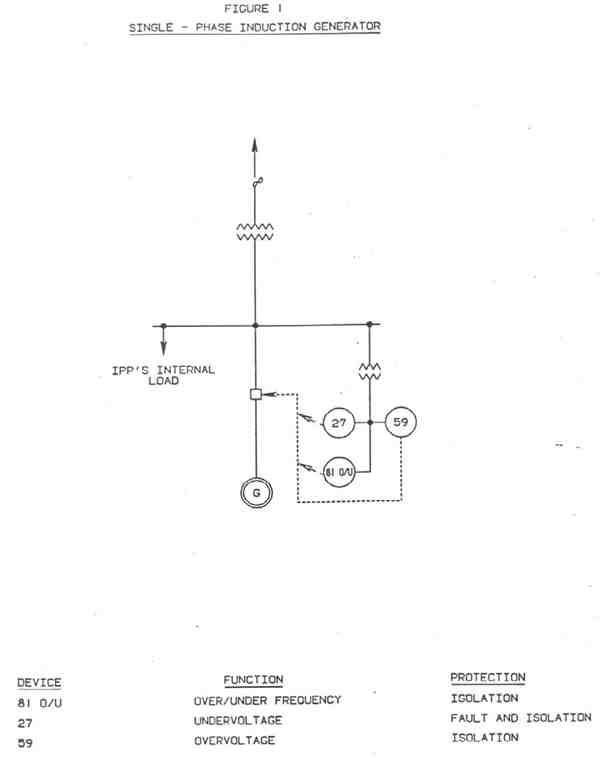 FIGURE 1
SINGLE - PHASE INDUCTION GENERATOR
IPP'S INTERNAL
LOAD
27
59
81 O/U
G
DEVICE FUNCTION PROTECTION
81 O/U OVER/UNDER FREQUENCY ISOLATION
27 UNDERVOLTAGE FAULT AND ISOLATION
59 OVERVOLTAGE ISOLATION